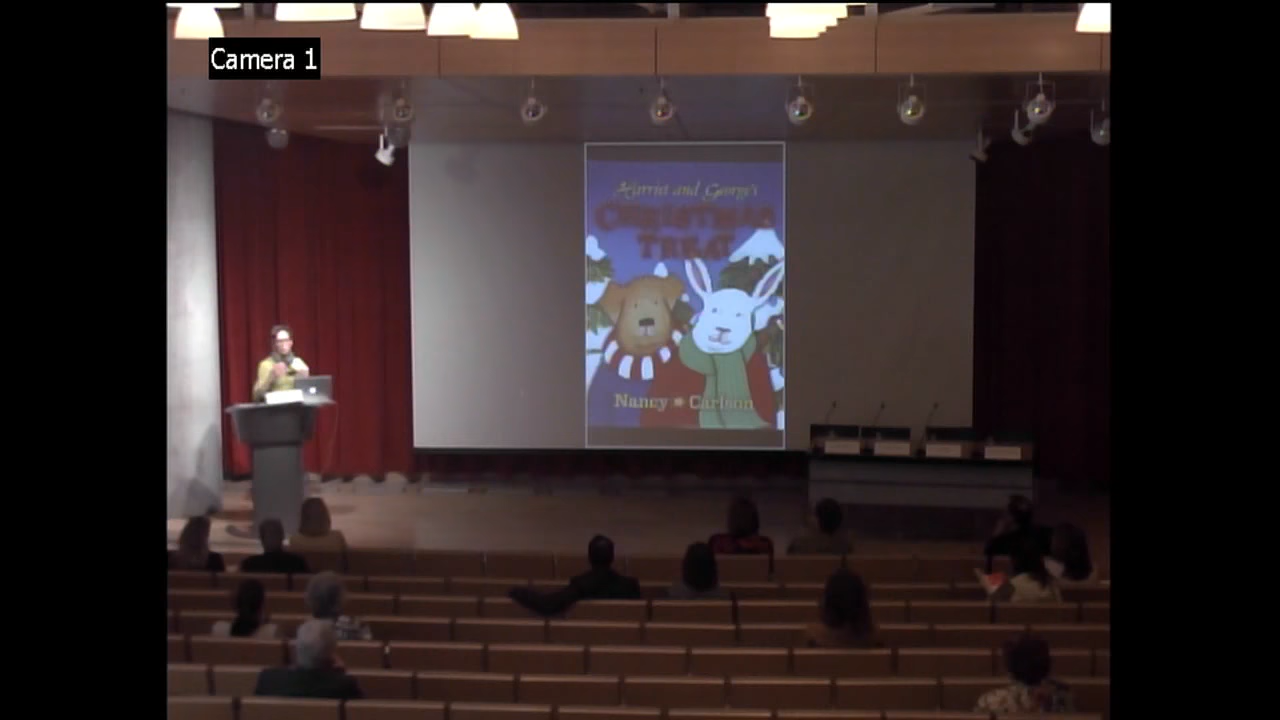 Camera 1
Harriet and George's
CHRISTMAS
TREAT
Nancy Carlson